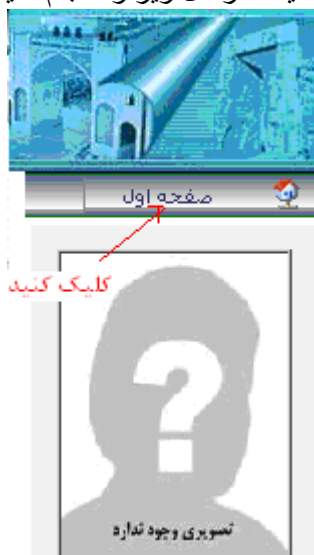 صفحه اول
کلیک کنید
تصویری وجود ندارد